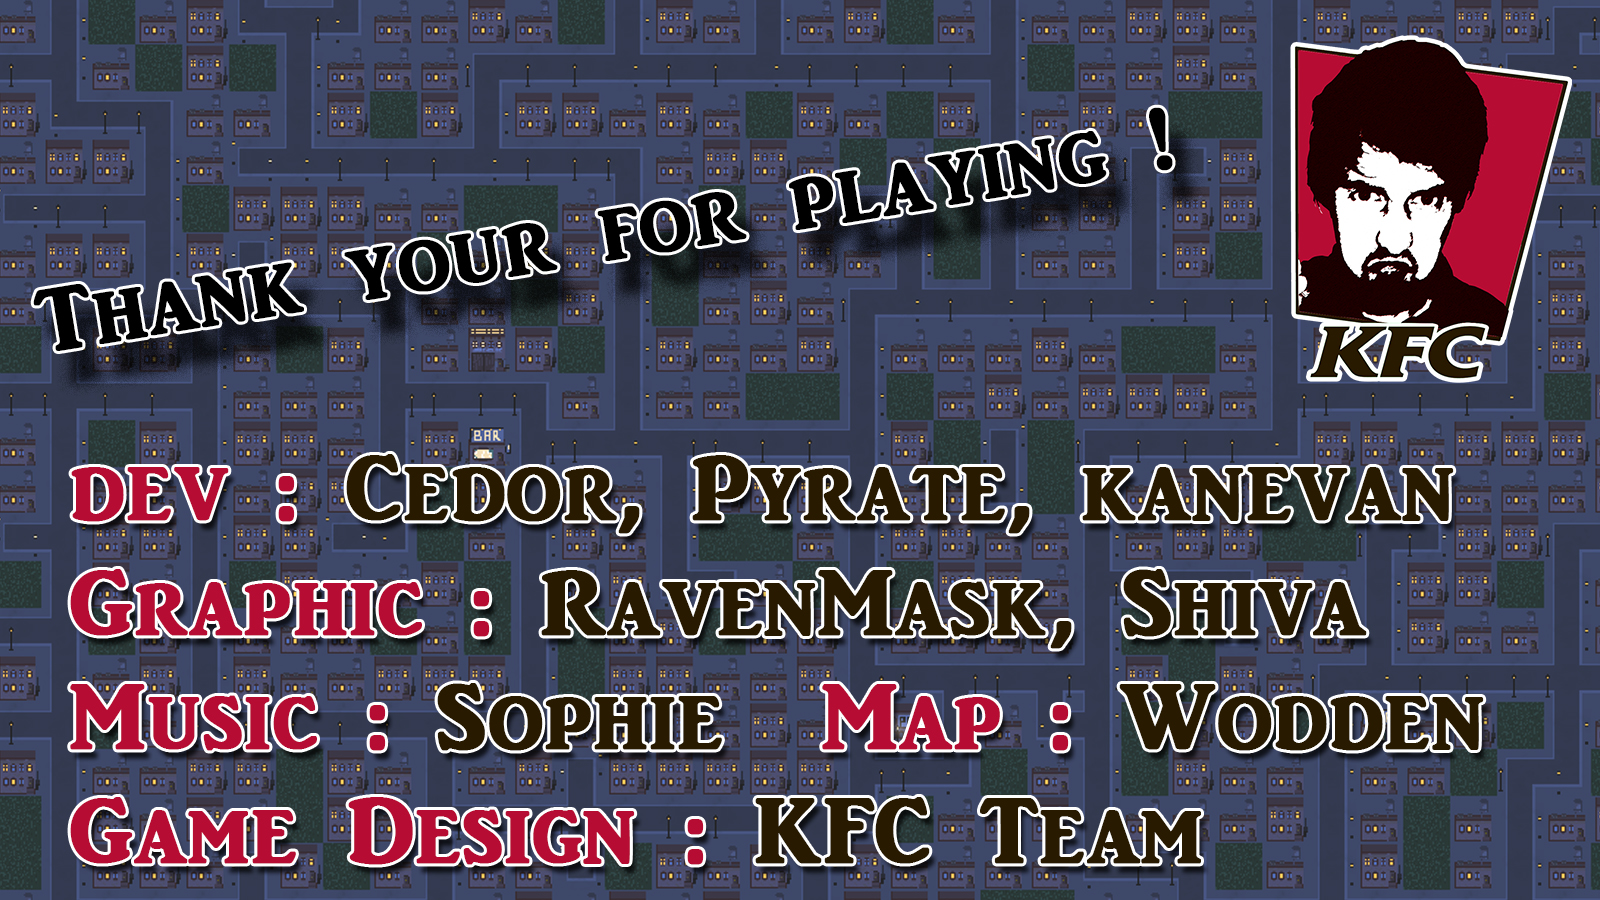 Thank your for playing !
KFC
BAR
dev : Cedor, Pyrate, kanevan
Graphic : RavenMask, Shiva
Music : Sophie Map : Wodden
Game Design : KFC Team